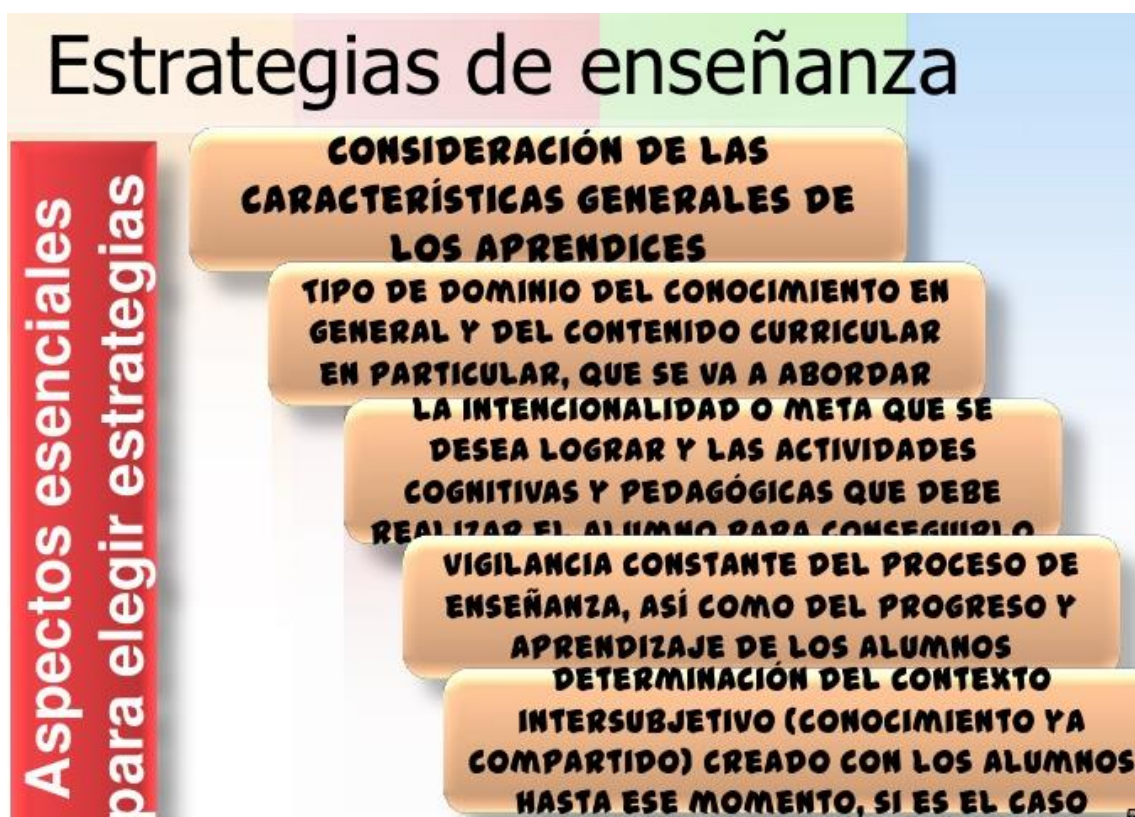 Estrategias de enseñanza
Aspectos esenciales
para elegir estrategias
CONSIDERACIÓN DE LAS
CARACTERÍSTICAS GENERALES DE
LOS APRENDICES
TIPO DE DOMINIO DEL CONOCIMIENTO EN
GENERAL Y DEL CONTENIDO CURRICULAR
EN PARTICULAR, QUE SE VA A ABORDAR
LA INTENCIONALIDAD O META QUE SE
DESEA LOGRAR Y LAS ACTIVIDADES
COGNITIVAS Y PEDAGÓGICAS QUE DEBE
REALIZAR EL ALUMNO PARA CONSEGUIRLO
VIGILANCIA CONSTANTE DEL PROCESO DE
ENSEÑANZA, ASÍ COMO DEL PROGRESO Y
APRENDIZAJE DE LOS ALUMNOS
DETERMINACIÓN DEL CONTEXTO
INTERSUBJETIVO (CONOCIMIENTO YA
COMPARTIDO) CREADO CON LOS ALUMNOS
HASTA ESE MOMENTO, SI ES EL CASO